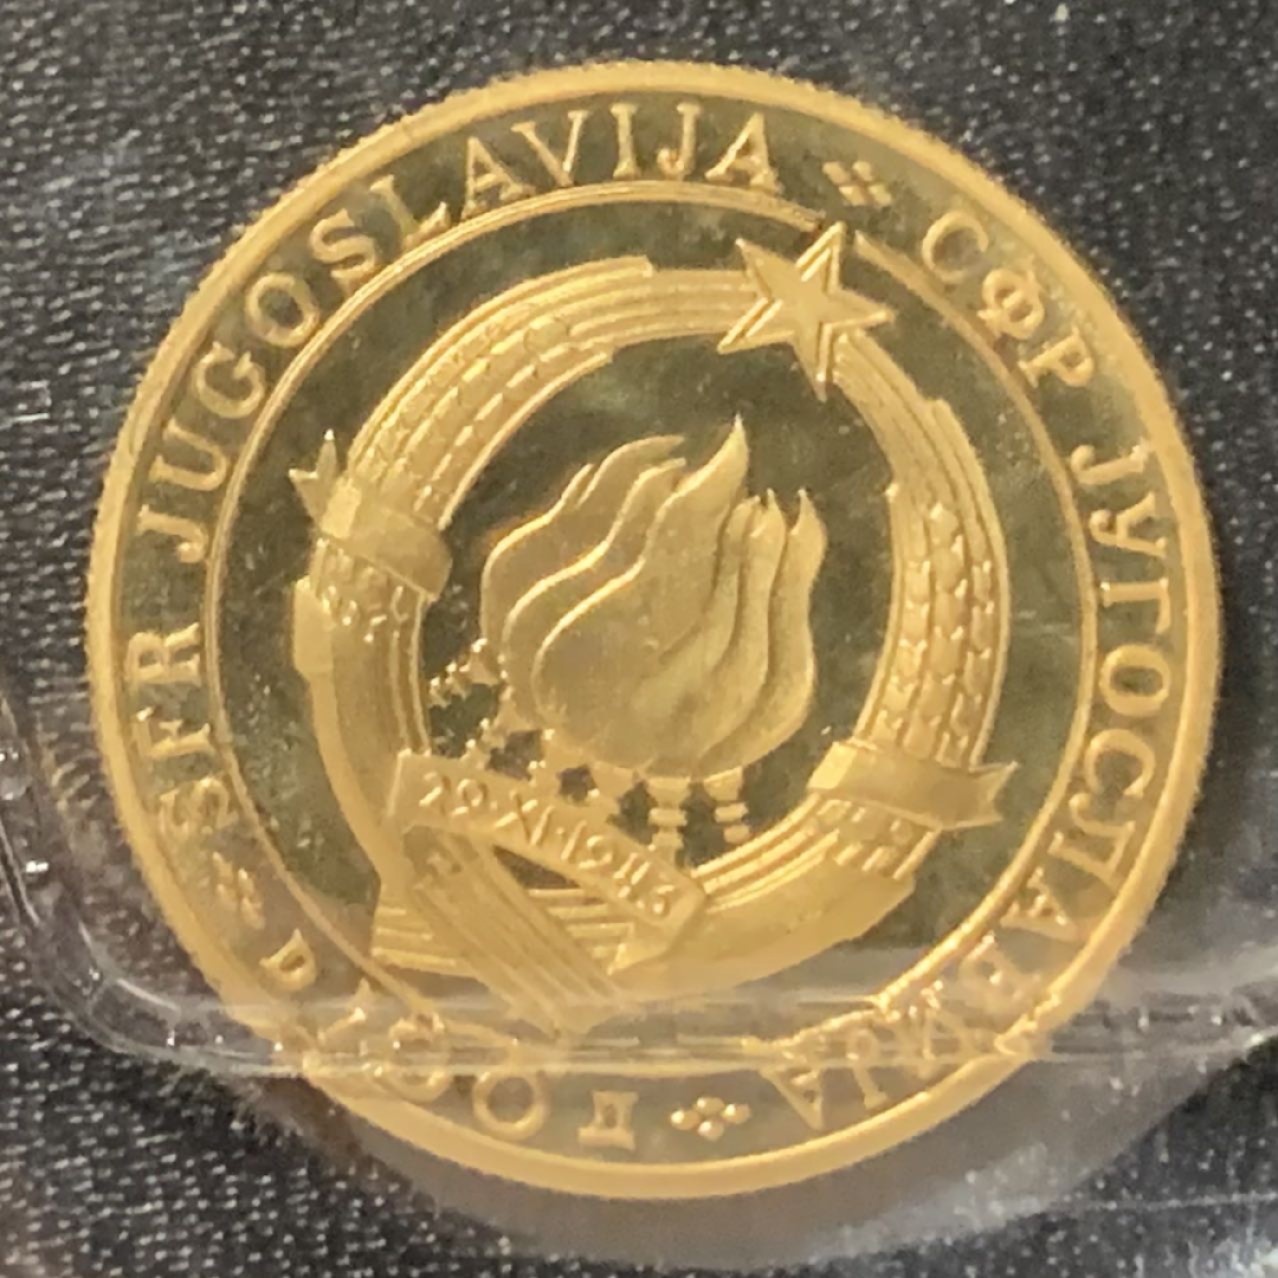 SFR JUGOSLAVIJA
СФР ЈУГОСЛАВИЈА
29·XI·1943